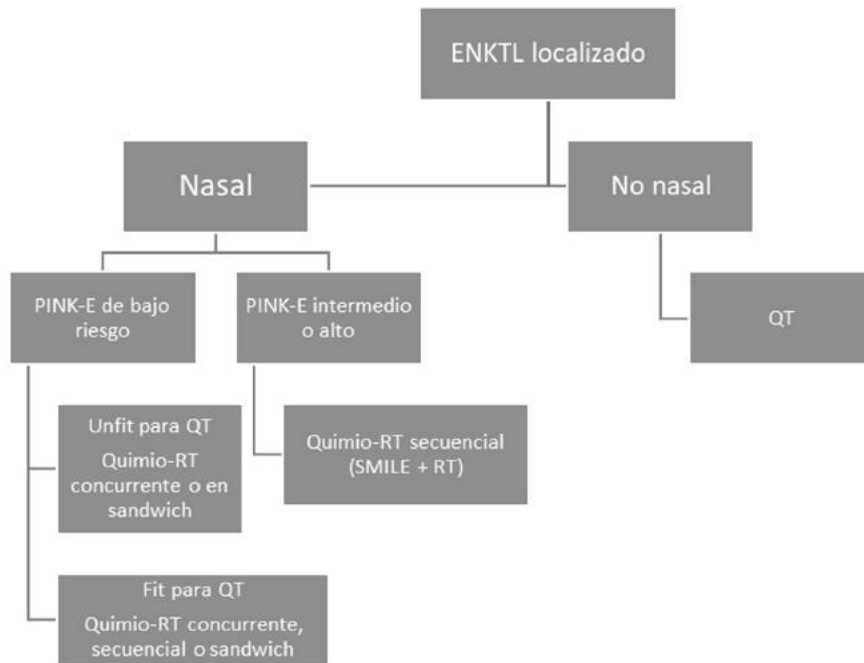 ENKTL localizado
Nasal
No nasal
PINK-E de bajo
riesgo
PINK-E intermedio
o alto
QT
Unfit para QT
Quimio-RT
concurrente o en
sandwich
Quimio-RT secuencial
(SMILE + RT)
Fit para QT
Quimio-RT concurrente,
secuencial o sandwich